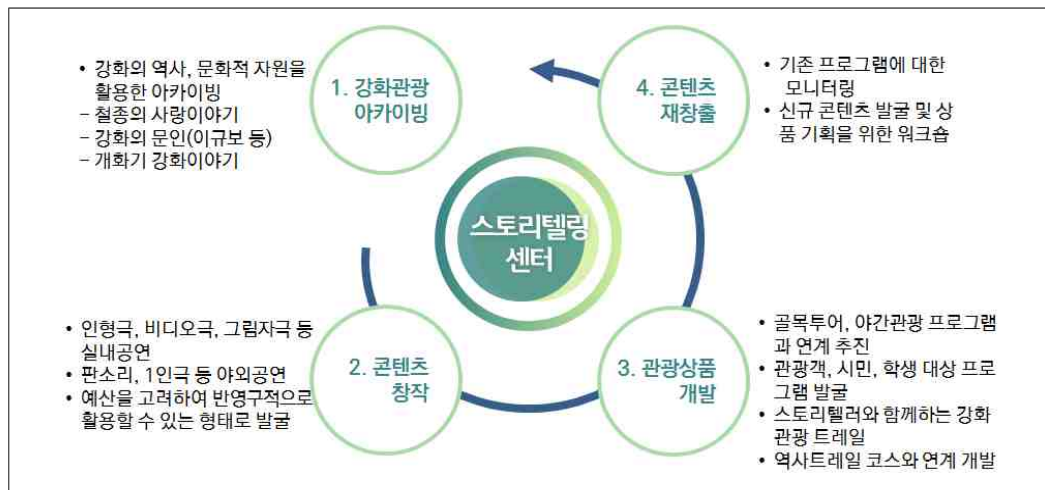 • 강화의 역사, 문화적 자원을
활용한 아카이빙
– 철종의 사랑이야기
– 강화의 문인(이규보 등)
– 개화기 강화이야기
1. 강화관광
아카이빙
4. 콘텐츠
재창출
• 기존 프로그램에 대한
모니터링
• 신규 콘텐츠 발굴 및 상
품 기획을 위한 워크숍
스토리텔링
센터
• 인형극, 비디오극, 그림자극 등
실내공연
• 판소리, 1인극 등 야외공연
• 예산을 고려하여 반영구적으로
활용할 수 있는 형태로 발굴
2. 콘텐츠
창작
3. 관광상품
개발
• 골목투어, 야간관광 프로그램
과 연계 추진
• 관광객, 시민, 학생 대상 프로
그램 발굴
• 스토리텔러와 함께하는 강화
관광 트레일
• 역사트레일 코스와 연계 개발